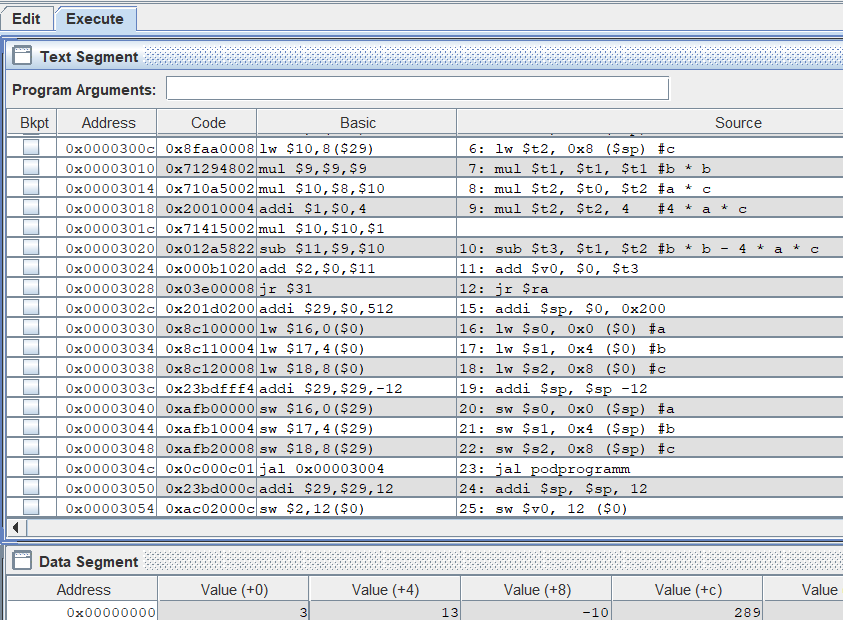 Edit Execute
Text Segment
Program Arguments:
Bkpt Address Code Basic Source
0x0000300c 0x8faa0008 lw $10,8($29) 6: lw $t2, 0x8 ($sp) #c
0x00003010 0x71294802 mul $9,$9,$9 7: mul $t1, $t1, $t1 #b * b
0x00003014 0x710a5002 mul $10,$8,$10 8: mul $t2, $t0, $t2 #a * c
0x00003018 0x20010004 addi $1,$0,4 9: mul $t2, $t2, 4 #4 * a * c
0x0000301c 0x71415002 mul $10,$10,$1
0x00003020 0x012a5822 sub $11,$9,$10 10: sub $t3, $t1, $t2 #b * b - 4 * a * c
0x00003024 0x000b1020 add $2,$0,$11 11: add $v0, $0, $t3
0x00003028 0x03e00008 jr $31 12: jr $ra
0x0000302c 0x201d0200 addi $29,$0,512 15: addi $sp, $0, 0x200
0x00003030 0x8c100000 lw $16,0($0) 16: lw $s0, 0x0 ($0) #a
0x00003034 0x8c110004 lw $17,4($0) 17: lw $s1, 0x4 ($0) #b
0x00003038 0x8c120008 lw $18,8($0) 18: lw $s2, 0x8 ($0) #c
0x0000303c 0x23bdfff4 addi $29,$29,-12 19: addi $sp, $sp -12
0x00003040 0xafb00000 sw $16,0($29) 20: sw $s0, 0x0 ($sp) #a
0x00003044 0xafb10004 sw $17,4($29) 21: sw $s1, 0x4 ($sp) #b
0x00003048 0xafb20008 sw $18,8($29) 22: sw $s2, 0x8 ($sp) #c
0x0000304c 0x0c000c01 jal 0x00003004 23: jal podprogramm
0x00003050 0x23bd000c addi $29,$29,12 24: addi $sp, $sp, 12
0x00003054 0xac02000c sw $2,12($0) 25: sw $v0, 12 ($0)
Data Segment
Address Value (+0) Value (+4) Value (+8) Value (+c) Value
0x00000000 3 13 -10 289